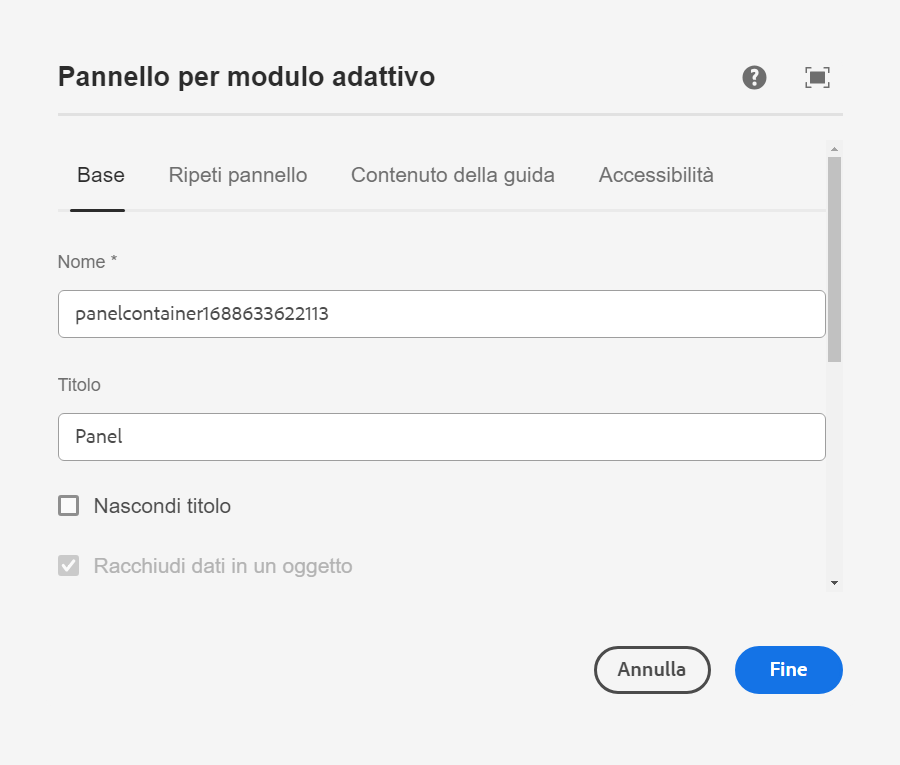 Pannello per modulo adattivo
Base Ripeti pannello Contenuto della guida Accessibilità
Nome *
panelcontainer1688633622113
Titolo
Panel
Nascondi titolo
Racchiudi dati in un oggetto
Annulla Fine